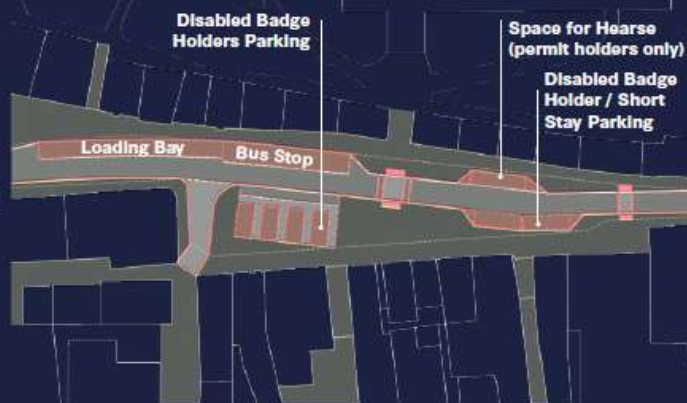 Disabled Badge
Holders Parking
Space for Hearse
(permit holders only)
Disabled Badge
Holder / Short
Stay Parking
Loading Bay
Bus Stop